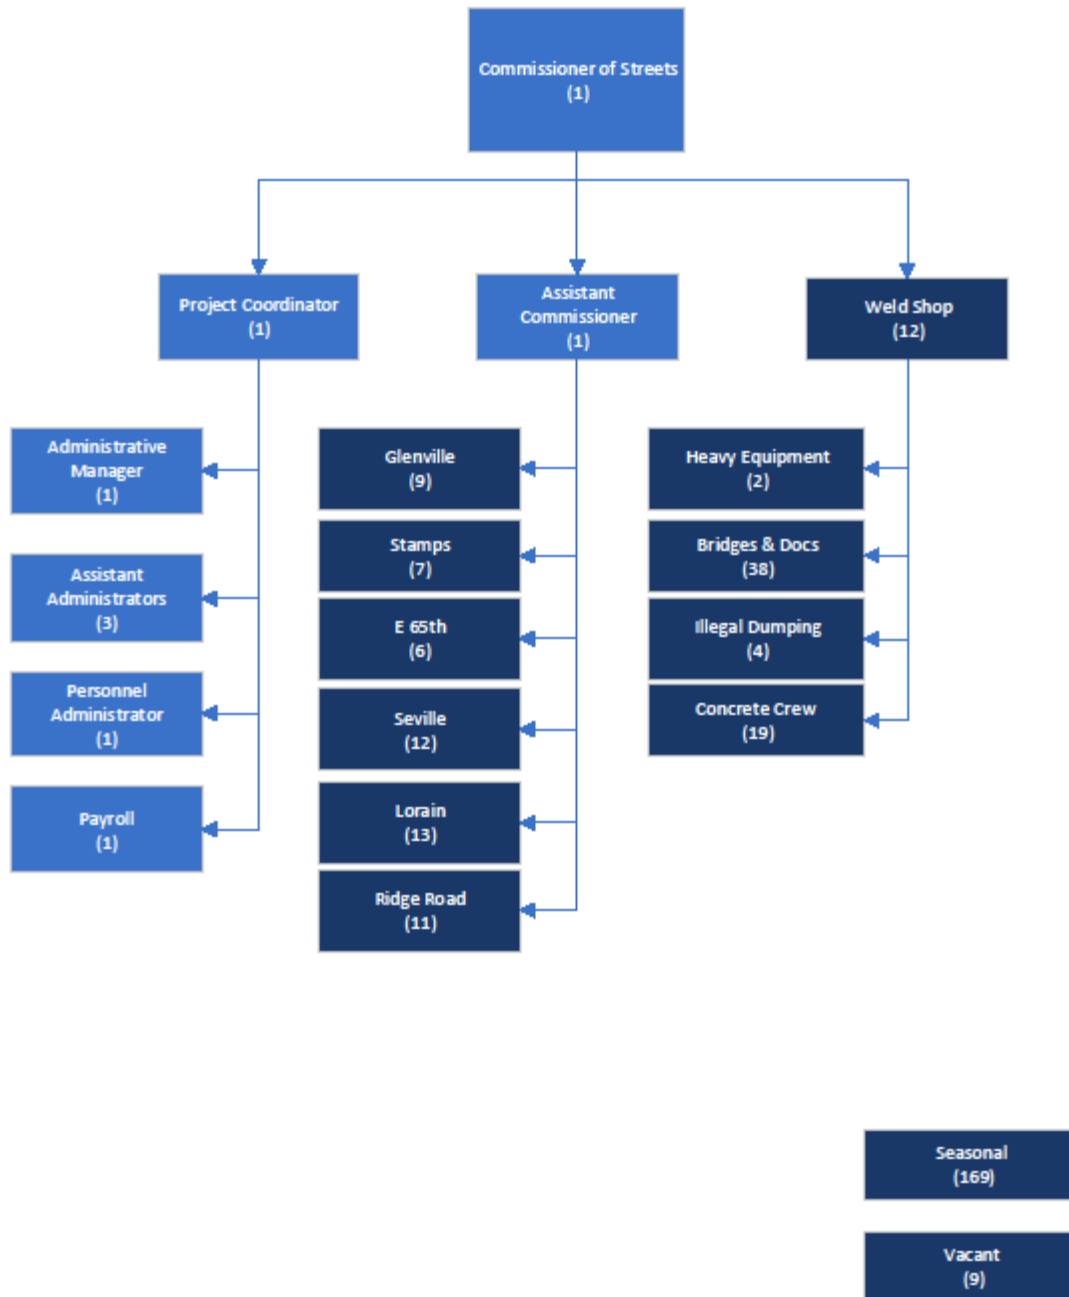 Commissioner of Streets
(1)
Project Coordinator
(1)
Assistant
Commissioner
(1)
Weld Shop
(12)
Administrative
Manager
(1)
Assistant
Administrators
(3)
Personnel
Administrator
(1)
Payroll
(1)
Glenville
(9)
Stamps
(7)
E 65th
(6)
Seville
(12)
Lorain
(13)
Ridge Road
(11)
Heavy Equipment
(2)
Bridges & Docs
(38)
Illegal Dumping
(4)
Concrete Crew
(19)
Seasonal
(169)
Vacant
(9)